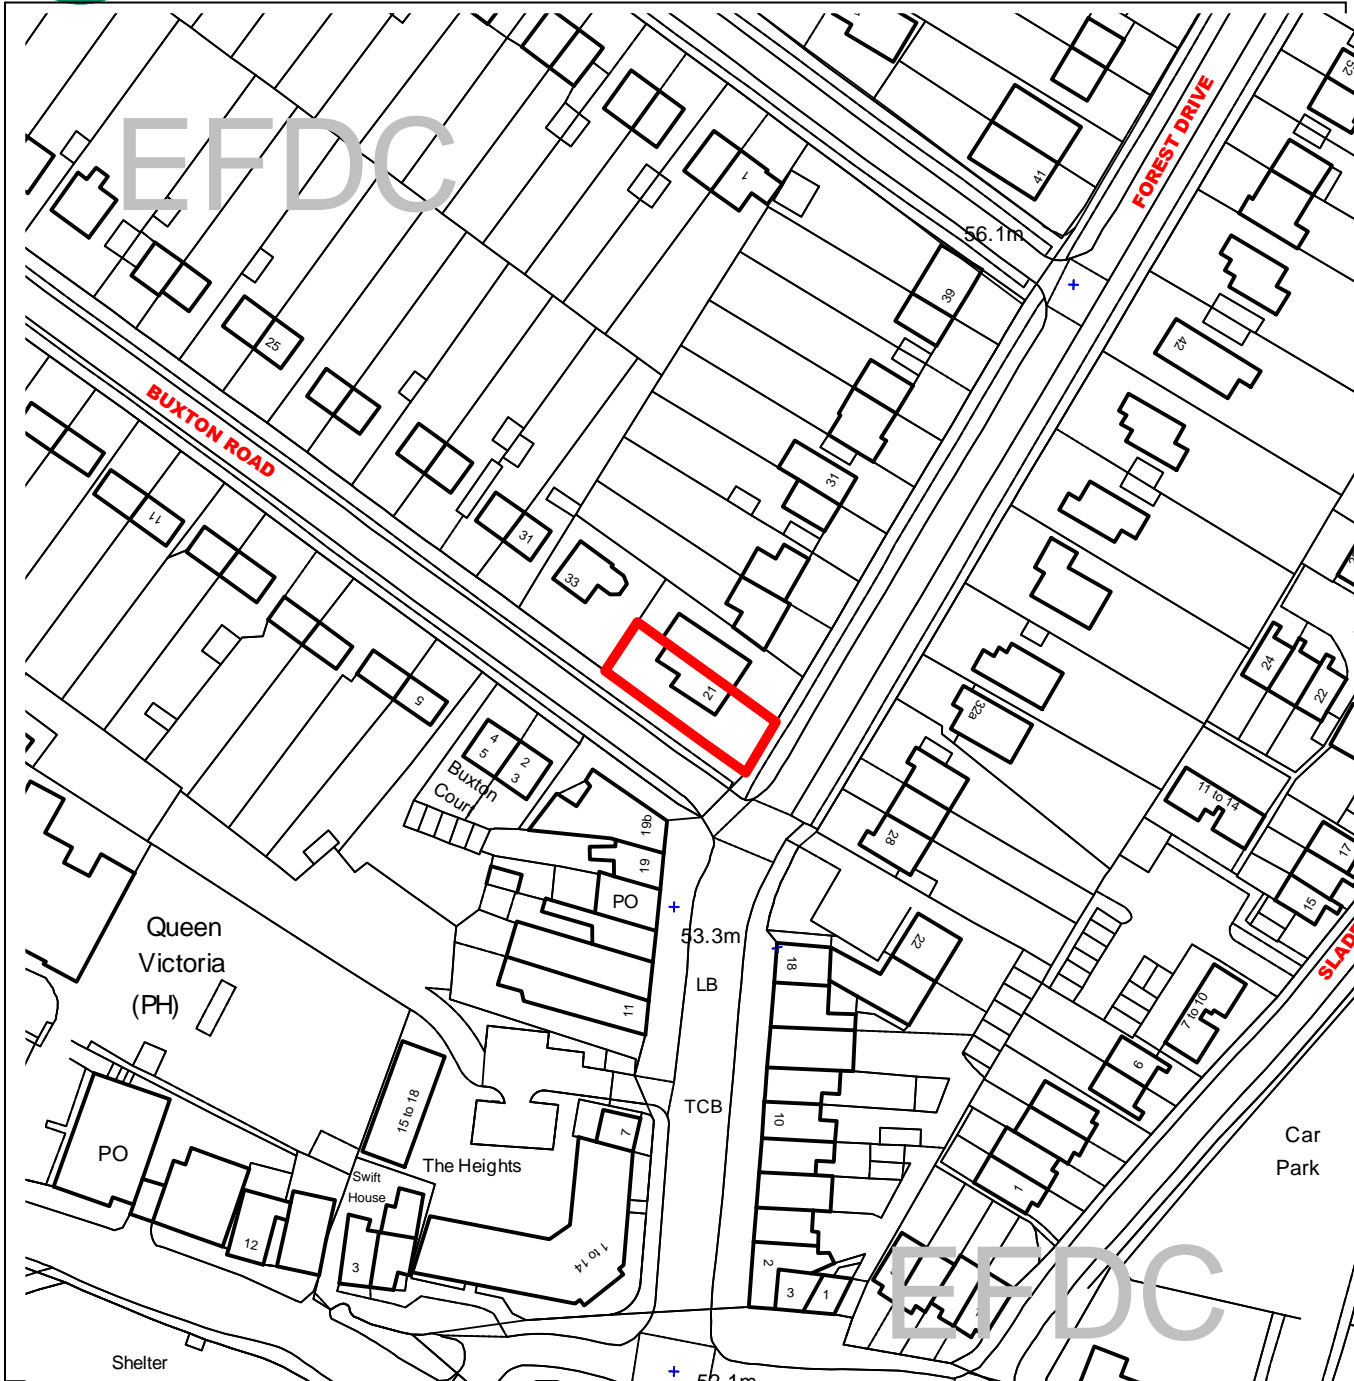 FOREST DRIVE
52
EFDC
1
41
56.1m
39
25
42
BUXTON ROAD
31
11
31
33
24
21
22
32a
5
4
2
5
3
Buxton
Court
11 to 14
19b
28
17
19
15
PO
Queen
Victoria
(PH)
53.3m
22
18
SLADE
LB
11
7 to 10
6
TCB
10
15 to 18
7
Car
Park
PO
The Heights
Swift
House
1
12
3
1 to 14
2
3
1
EFDC
Shelter